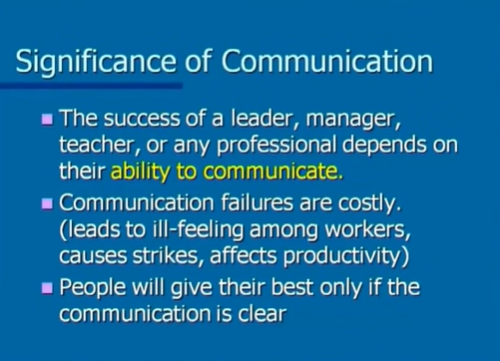 Significance of Communication
The success of a leader, manager,
teacher, or any professional depends on
their ability to communicate.
Communication failures are costly.
(leads to ill-feeling among workers,
causes strikes, affects productivity)
People will give their best only if the
communication is clear